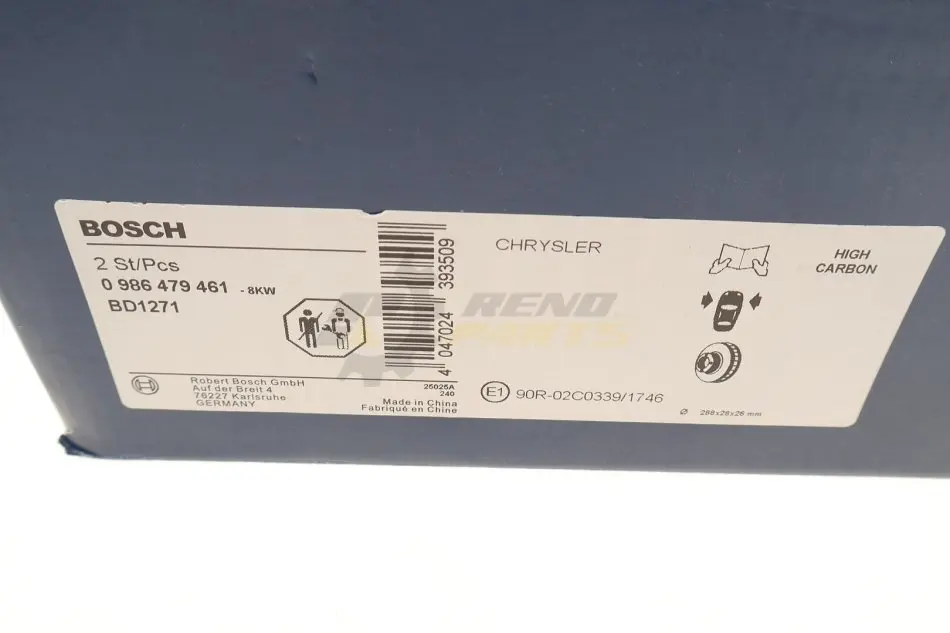 BOSCH
2 St/Pcs
0 986 479 461 - 8KW
BD1271
Robert Bosch GmbH
Auf der Breit 4
76227 Karlsruhe
GERMANY
25025A
240
Made in China
Fabriqué en Chine
4 047024 393509
CHRYSLER
RENO
PARTS
E1 90R-02C0339/1746
HIGH
CARBON
Ø 288x28x26 mm